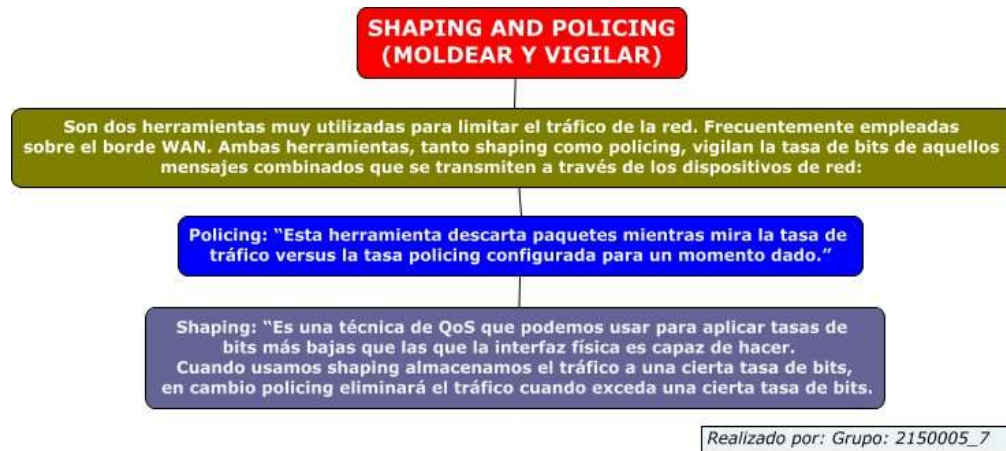 SHAPING AND POLICING
(MOLDEAR Y VIGILAR)
Son dos herramientas muy utilizadas para limitar el tráfico de la red. Frecuentemente empleadas
sobre el borde WAN. Ambas herramientas, tanto shaping como policing, vigilan la tasa de bits de aquellos
mensajes combinados que se transmiten a través de los dispositivos de red:
Policing: “Esta herramienta descarta paquetes mientras mira la tasa de
tráfico versus la tasa policing configurada para un momento dado.”
Shaping: “Es una técnica de QoS que podemos usar para aplicar tasas de
bits más bajas que las que la interfaz física es capaz de hacer.
Cuando usamos shaping almacenamos el tráfico a una cierta tasa de bits,
en cambio policing eliminará el tráfico cuando exceda una cierta tasa de bits.
Realizado por: Grupo: 2150005_7